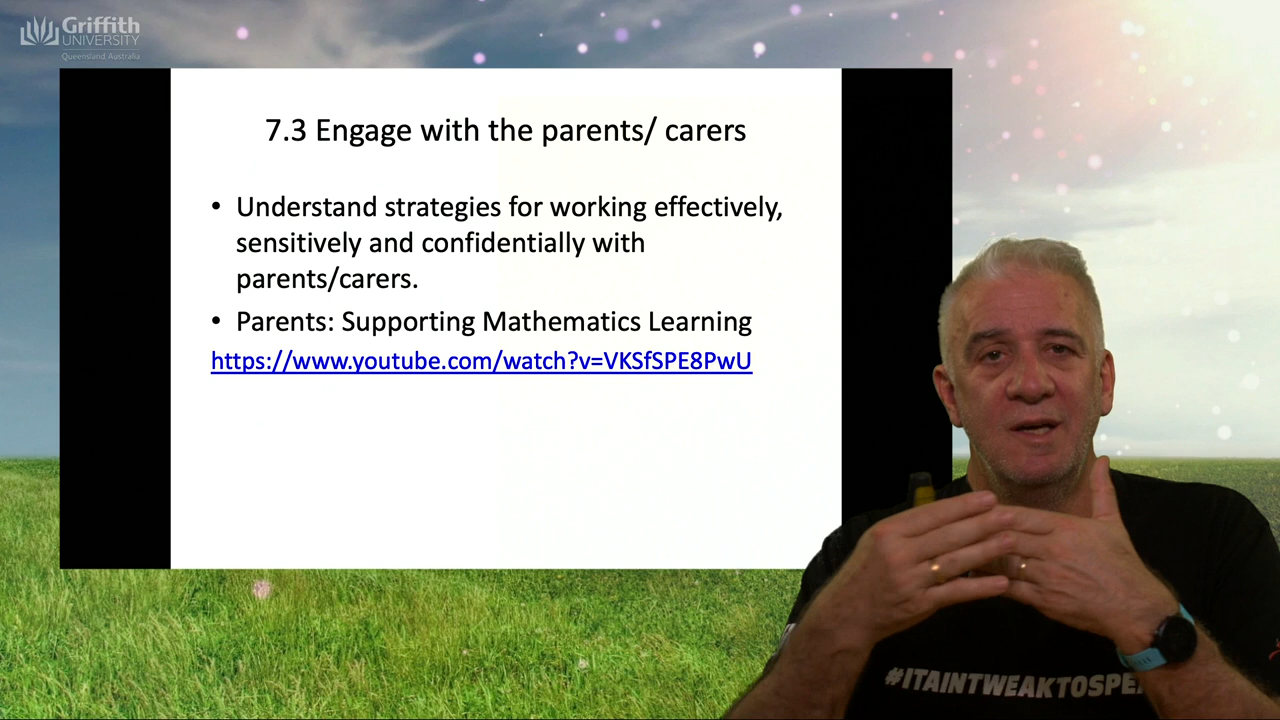 Griffith
UNIVERSITY
Queensland Australia
7.3 Engage with the parents/ carers
• Understand strategies for working effectively,
sensitively and confidentially with
parents/carers.
• Parents: Supporting Mathematics Learning
https://www.youtube.com/watch?v=VKSfSPE8PwU
#ITAINTWEAKTOSPE